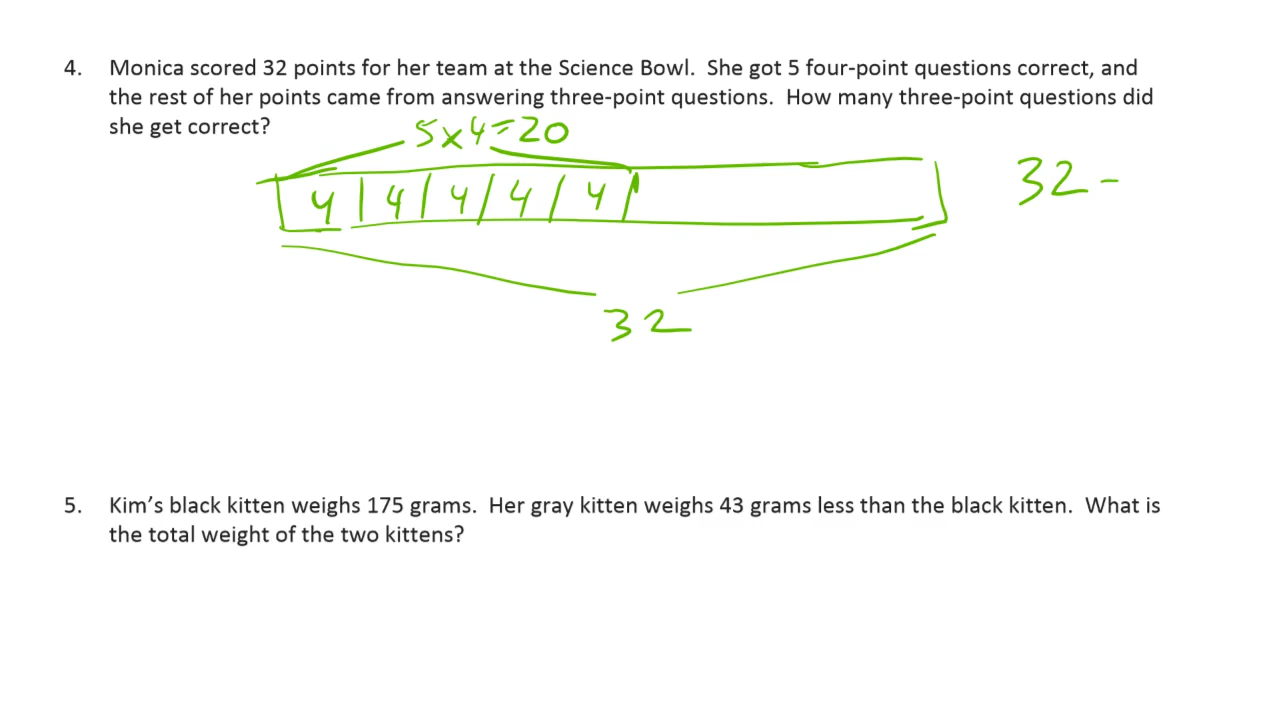 4. Monica scored 32 points for her team at the Science Bowl. She got 5 four-point questions correct, and
the rest of her points came from answering three-point questions. How many three-point questions did
she get correct?
5x4=20
4 | 4 | 4 / 4 / 4 /
32 -
32
5. Kim's black kitten weighs 175 grams. Her gray kitten weighs 43 grams less than the black kitten. What is
the total weight of the two kittens?